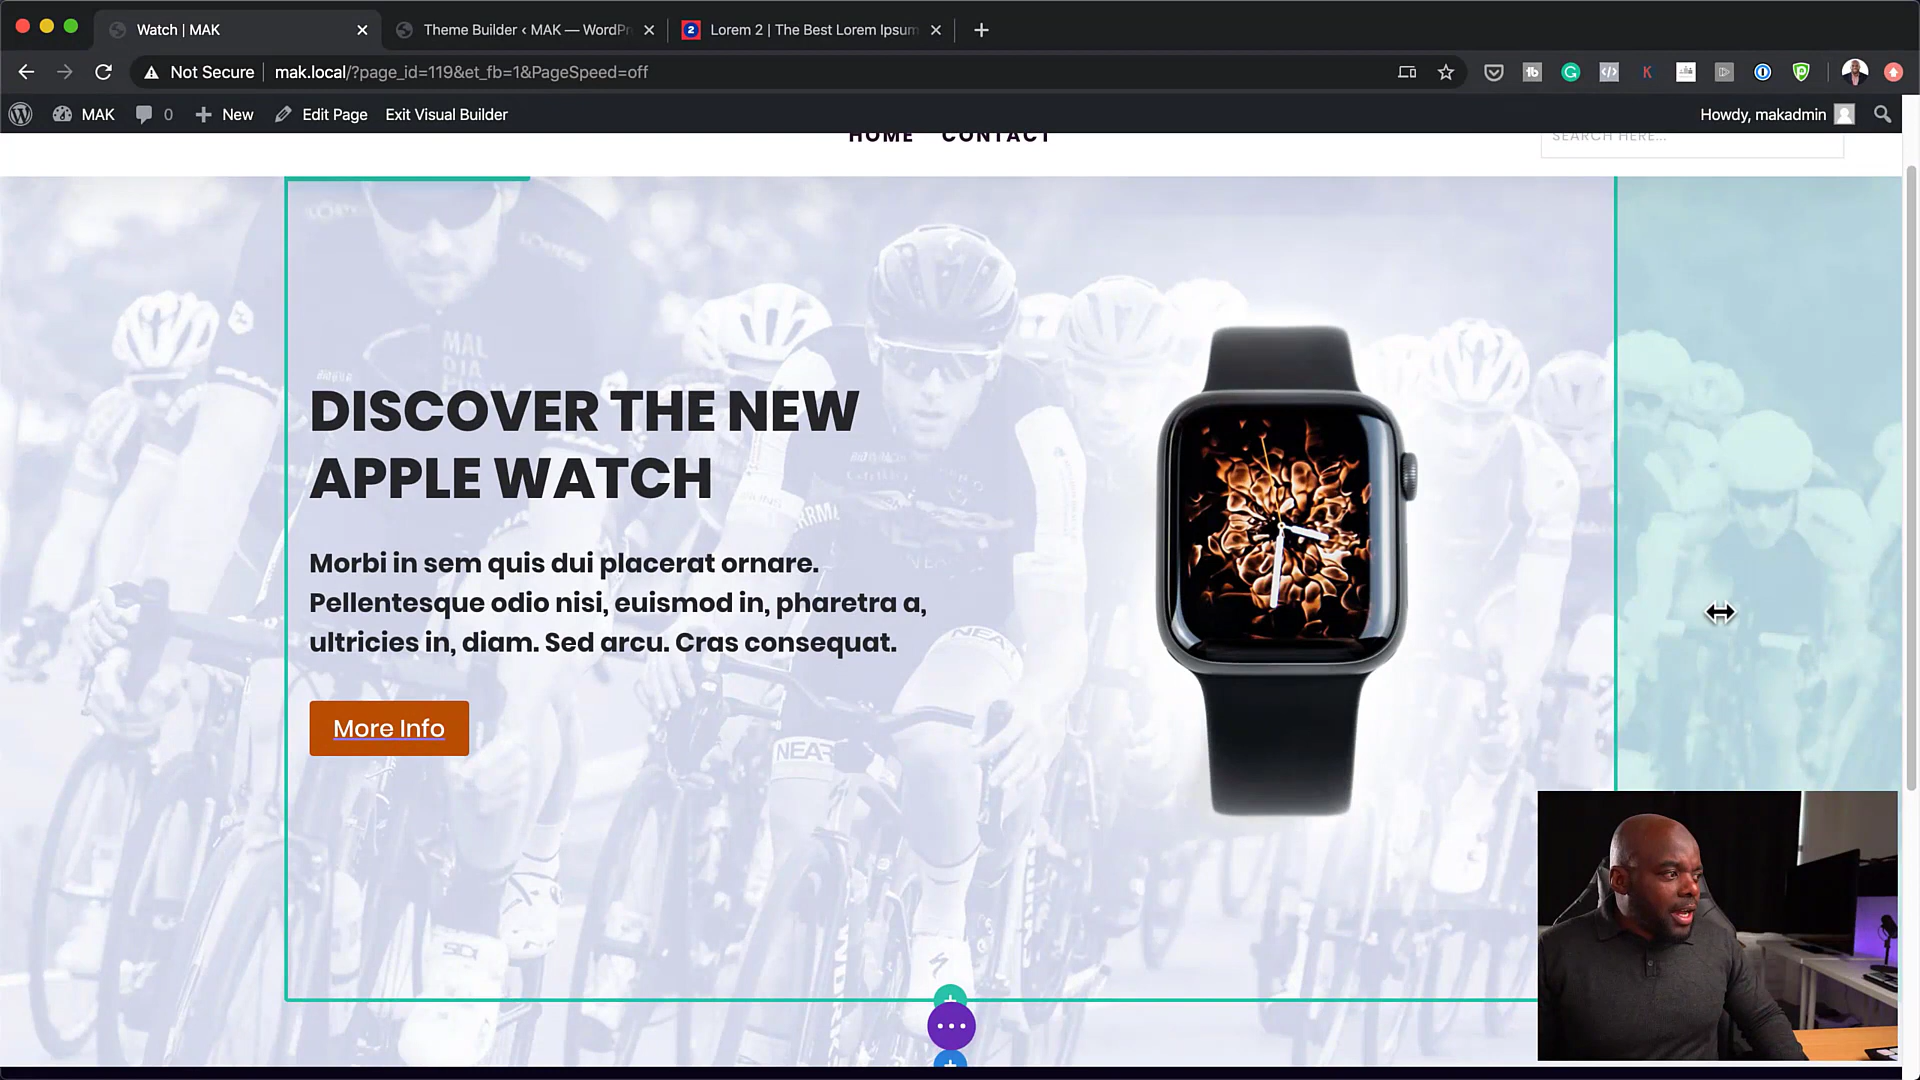 Watch | MAK
Theme Builder ‹ MAK — WordPr
2
Lorem 2 | The Best Lorem Ipsum
Not Secure
mak.local/?page_id=119&et_fb=1&PageSpeed=off
MAK
0
New
Edit Page
Exit Visual Builder
Howdy, makadmin
HOME
CONTACT
SEARCH HERE...
MAL
DISCOVER THE NEW
APPLE WATCH
Morbi in sem quis dui placerat ornare.
Pellentesque odio nisi, euismod in, pharetra a,
ultricies in, diam. Sed arcu. Cras consequat.
More Info